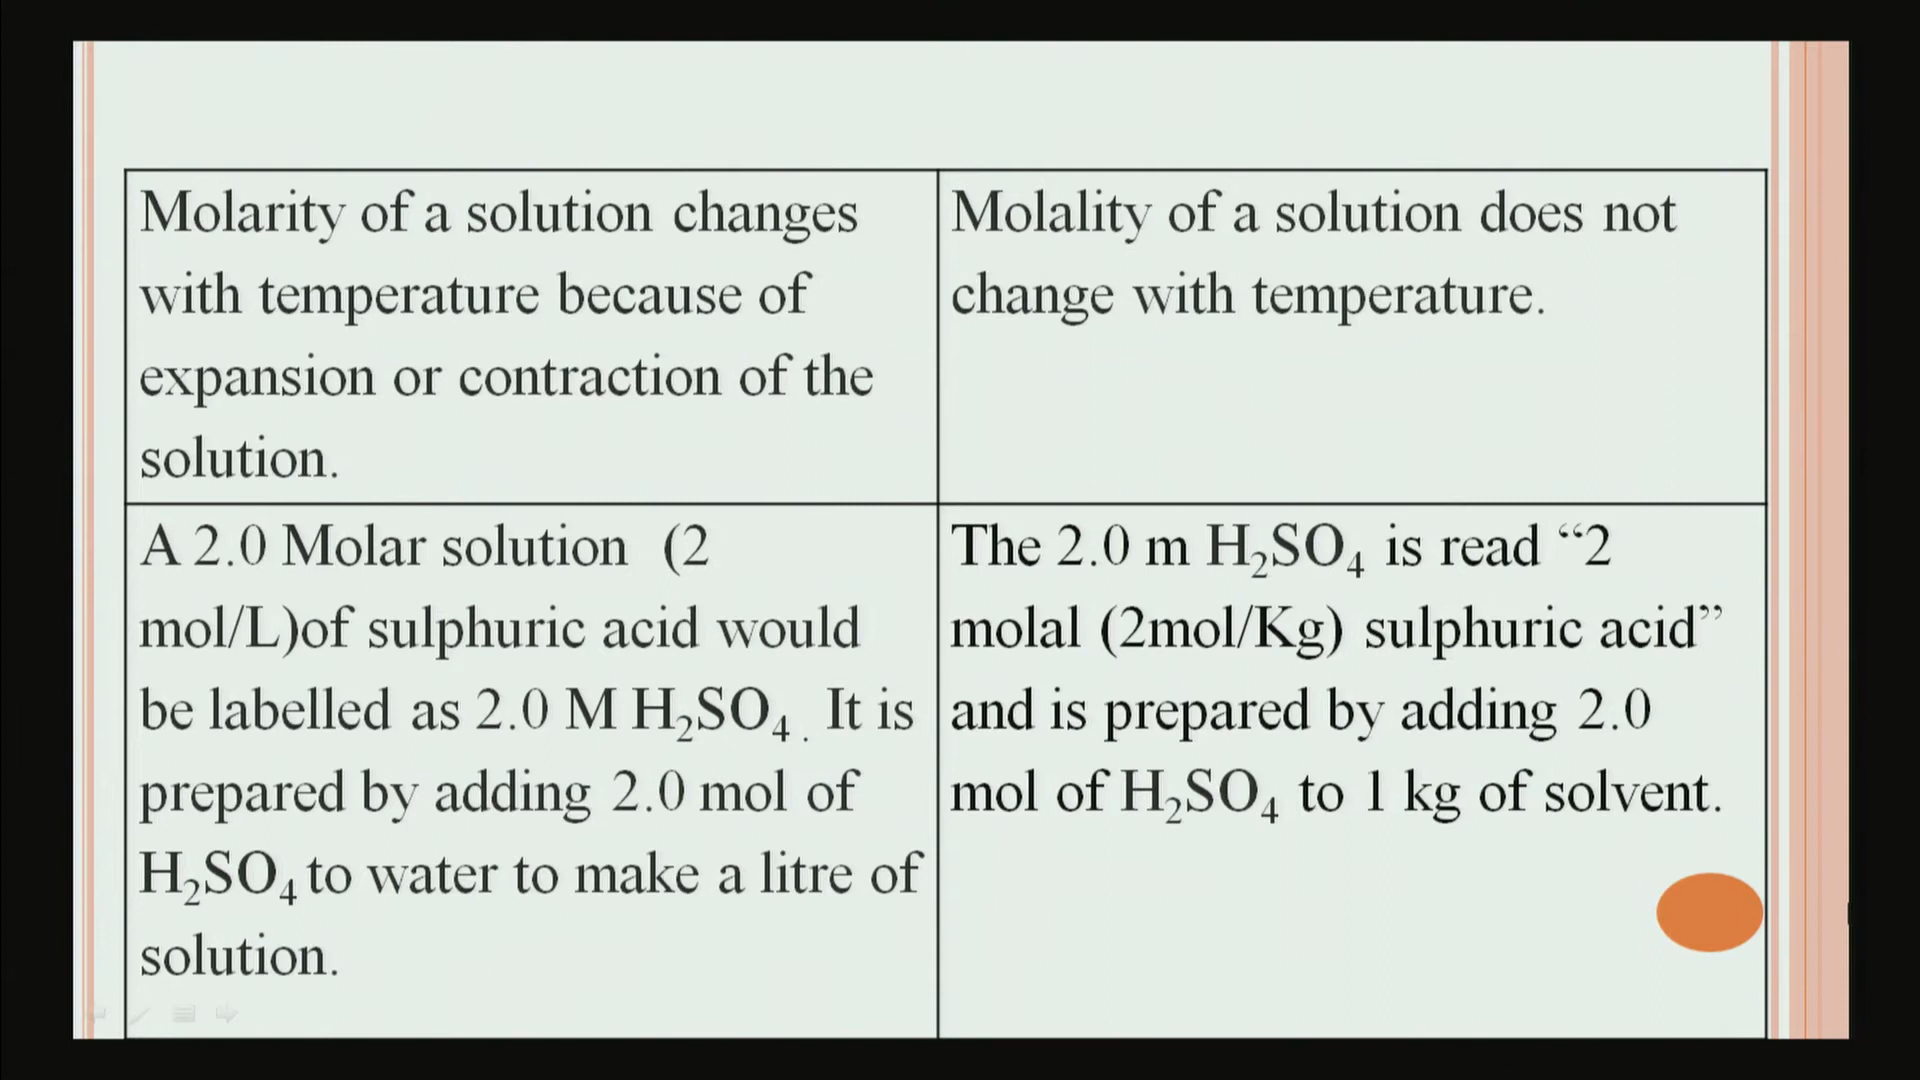 Molarity of a solution changes
with temperature because of
expansion or contraction of the
solution.
Molality of a solution does not
change with temperature.
A 2.0 Molar solution (2
mol/L)of sulphuric acid would
be labelled as 2.0 M H₂SO₄ . It is
prepared by adding 2.0 mol of
H₂SO₄ to water to make a litre of
solution.
The 2.0 m H₂SO₄ is read “2
molal (2mol/Kg) sulphuric acid”
and is prepared by adding 2.0
mol of H₂SO₄ to 1 kg of solvent.